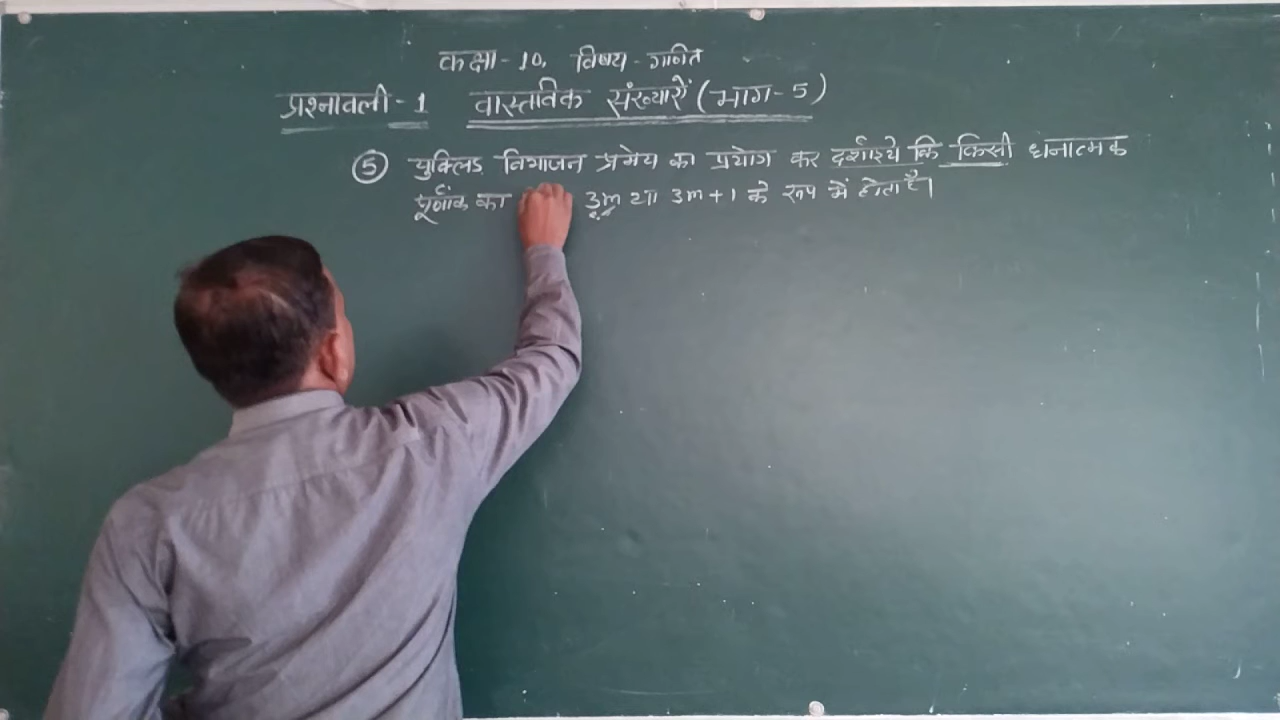 कक्षा - 10, विषय - गणित
प्रश्नावली - 1 वास्तविक संख्याऐं (भाग - 5)
⑤ युक्लिड विभाजन प्रमेय का प्रयोग कर दर्शाइये कि किसी धनात्मक
पूर्णांक का 3m या 3m + 1 के रूप में होता है।